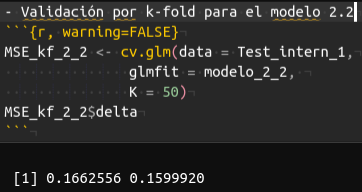 - Validación por k-fold para el modelo 2.2
```{r, warning=FALSE}
MSE_kf_2_2 <- cv.glm(data = Test_intern_1,
glmfit = modelo_2_2,
K = 50)
MSE_kf_2_2$delta
```
[1] 0.1662556 0.1599920